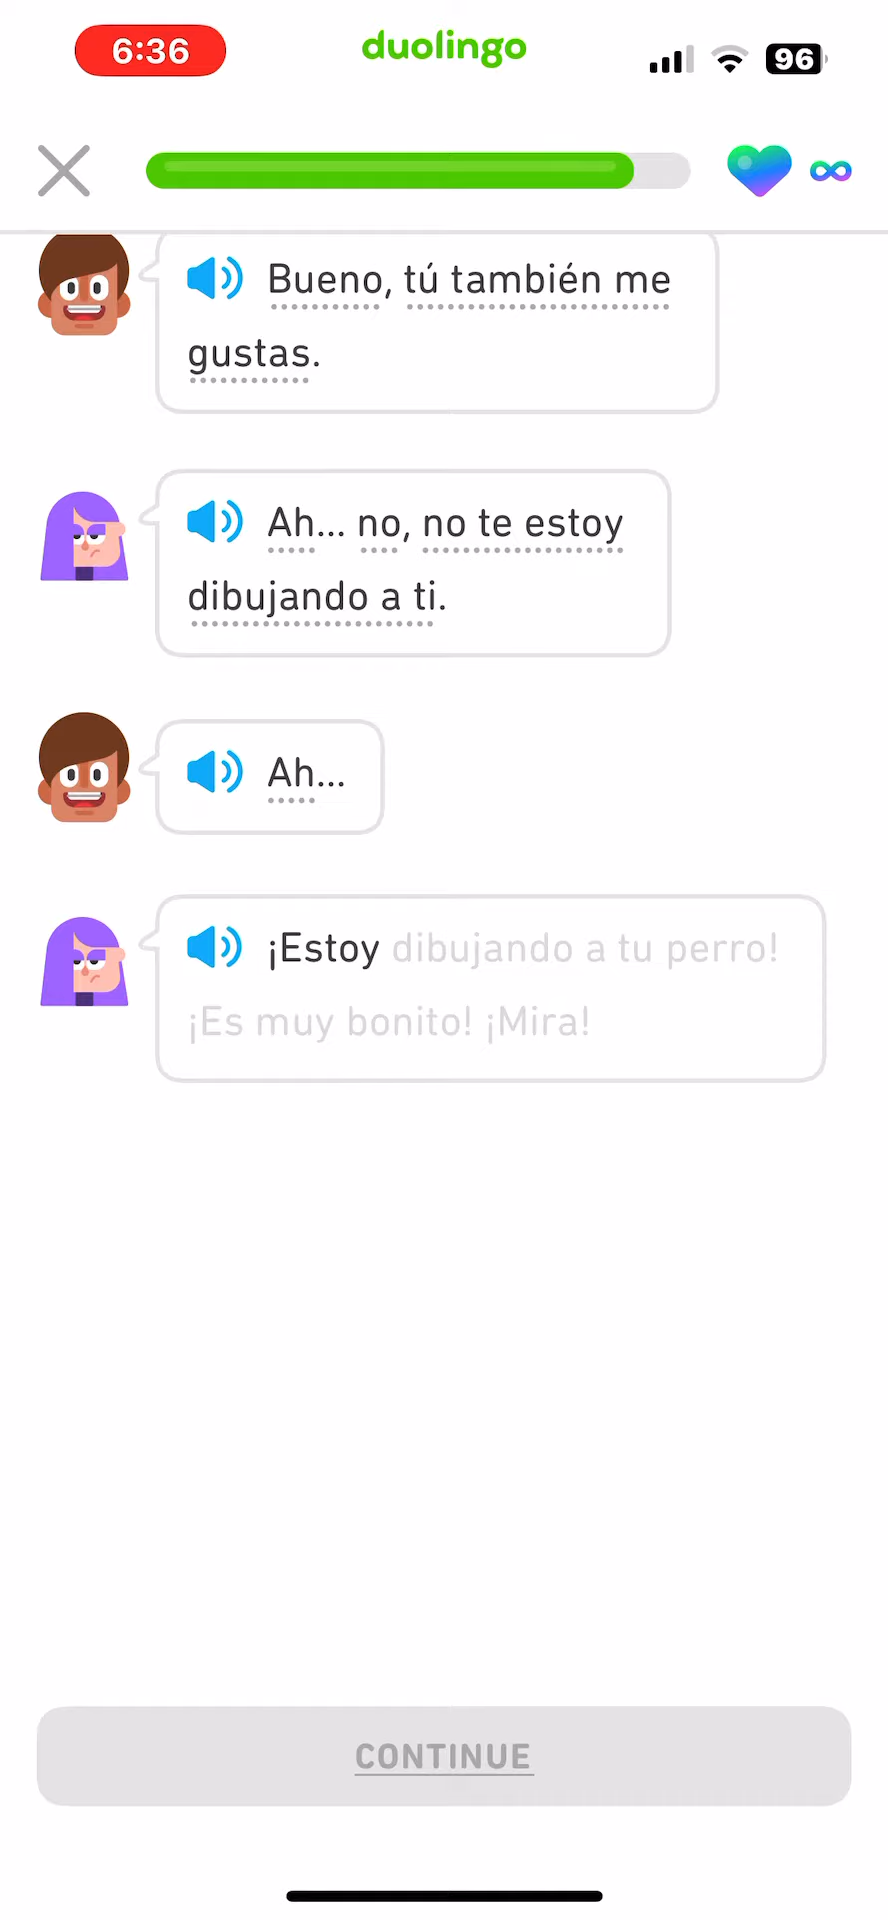 6:36
duolingo
96
Bueno, tú también me
gustas.
Ah... no, no te estoy
dibujando a ti.
Ah...
¡Estoy dibujando a tu perro!
¡Es muy bonito! ¡Mira!
CONTINUE